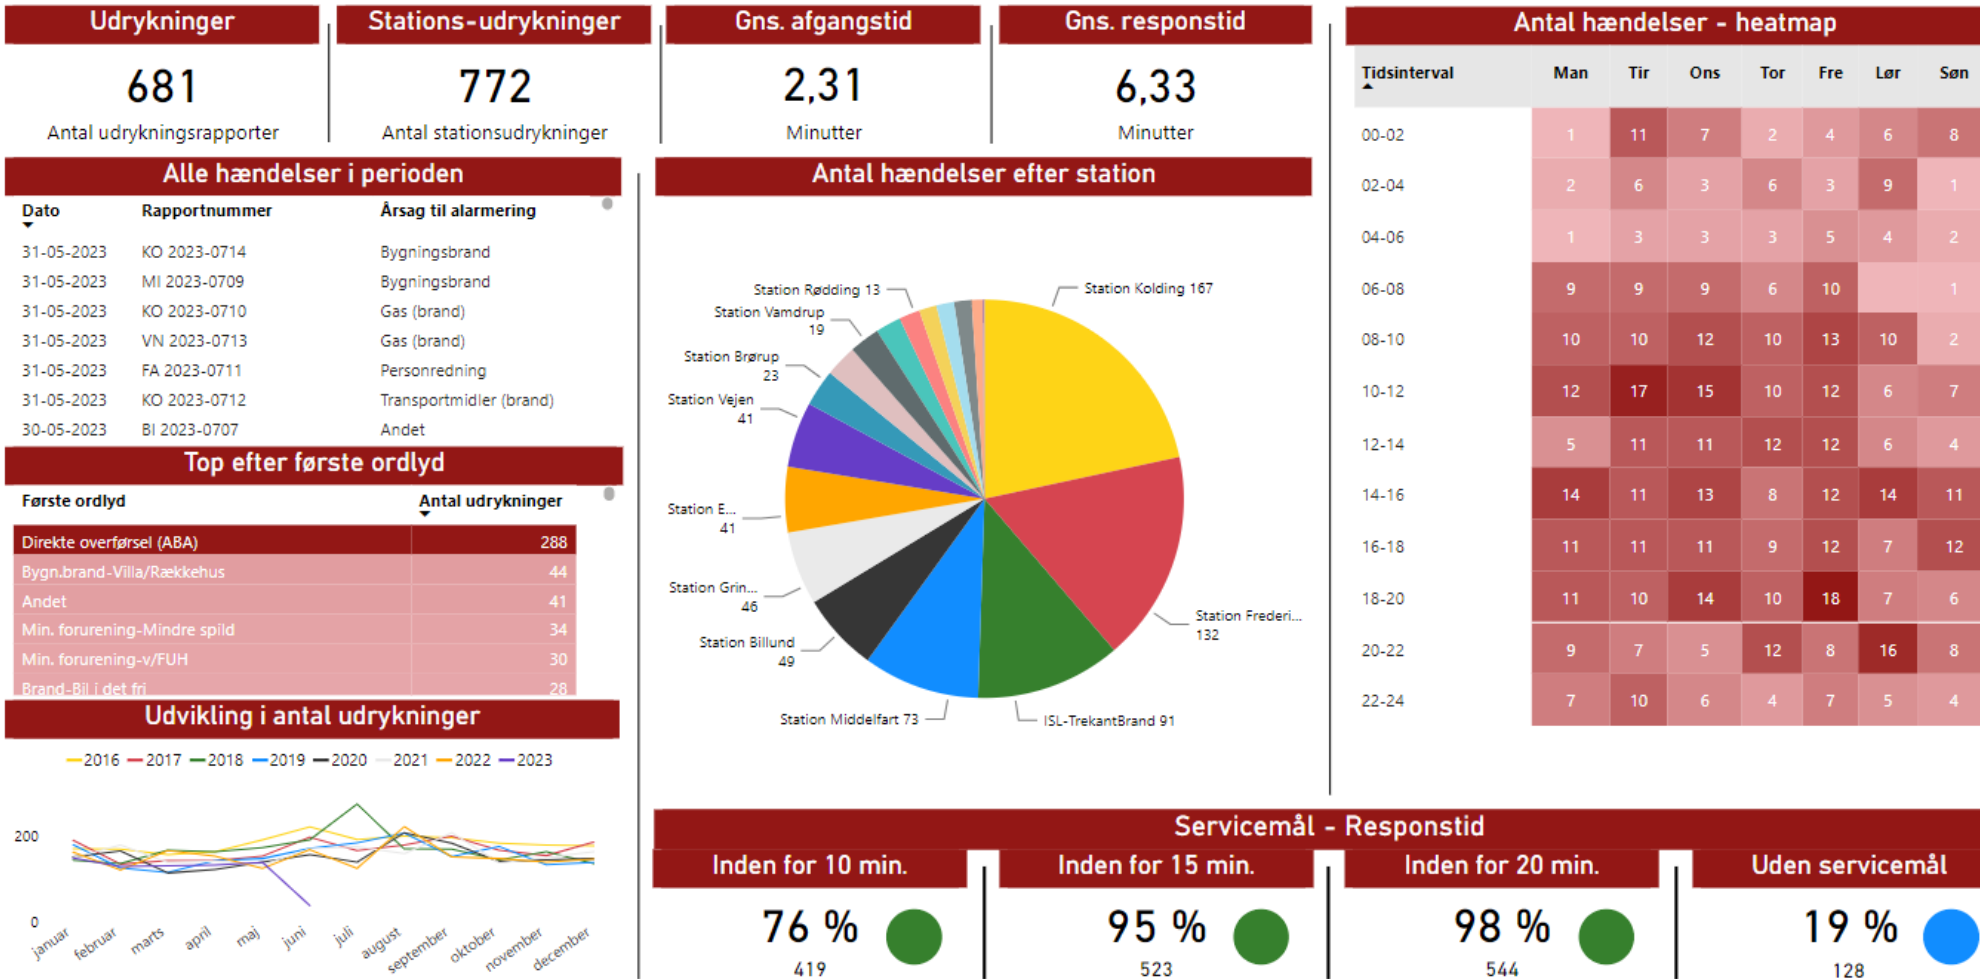 Udrykninger
681
Antal udrykningsrapporter
Stations-udrykninger
772
Antal stationsudrykninger
Gns. afgangstid
2,31
Minutter
Gns. responstid
6,33
Minutter
Alle hændelser i perioden
Dato Rapportnummer Årsag til alarmering
31-05-2023 KO 2023-0714 Bygningsbrand
31-05-2023 MI 2023-0709 Bygningsbrand
31-05-2023 KO 2023-0710 Gas (brand)
31-05-2023 VN 2023-0713 Gas (brand)
31-05-2023 FA 2023-0711 Personredning
31-05-2023 KO 2023-0712 Transportmidler (brand)
30-05-2023 BI 2023-0707 Andet
Top efter første ordlyd
Første ordlyd Antal udrykninger
Direkte overførsel (ABA) 288
Bygn.brand-Villa/Rækkehus 44
Andet 41
Min. forurening-Mindre spild 34
Min. forurening-v/FUH 30
Brand-Bil i det fri 28
Udvikling i antal udrykninger
2016 2017 2018 2019 2020 2021 2022 2023
200
0
januar februar marts april maj juni juli august september oktober november december
Antal hændelser efter station
Station Kolding 167
Station Frederi...
132
ISL-TrekantBrand 91
Station Middelfart 73
Station Billund
49
Station Grin...
46
Station E...
41
Station Vejen
41
Station Brørup
23
Station Vamdrup
19
Station Rødding 13
Antal hændelser - heatmap
Tidsinterval Man Tir Ons Tor Fre Lør Søn
00-02 1 11 7 2 4 6 8
02-04 2 6 3 6 3 9 1
04-06 1 3 3 3 5 4 2
06-08 9 9 9 6 10 1
08-10 10 10 12 10 13 10 2
10-12 12 17 15 10 12 6 7
12-14 5 11 11 12 12 6 4
14-16 14 11 13 8 12 14 11
16-18 11 11 11 9 12 7 12
18-20 11 10 14 10 18 7 6
20-22 9 7 5 12 8 16 8
22-24 7 10 6 4 7 5 4
Servicemål - Responstid
Inden for 10 min.
76 %
419
Inden for 15 min.
95 %
523
Inden for 20 min.
98 %
544
Uden servicemål
19 %
128